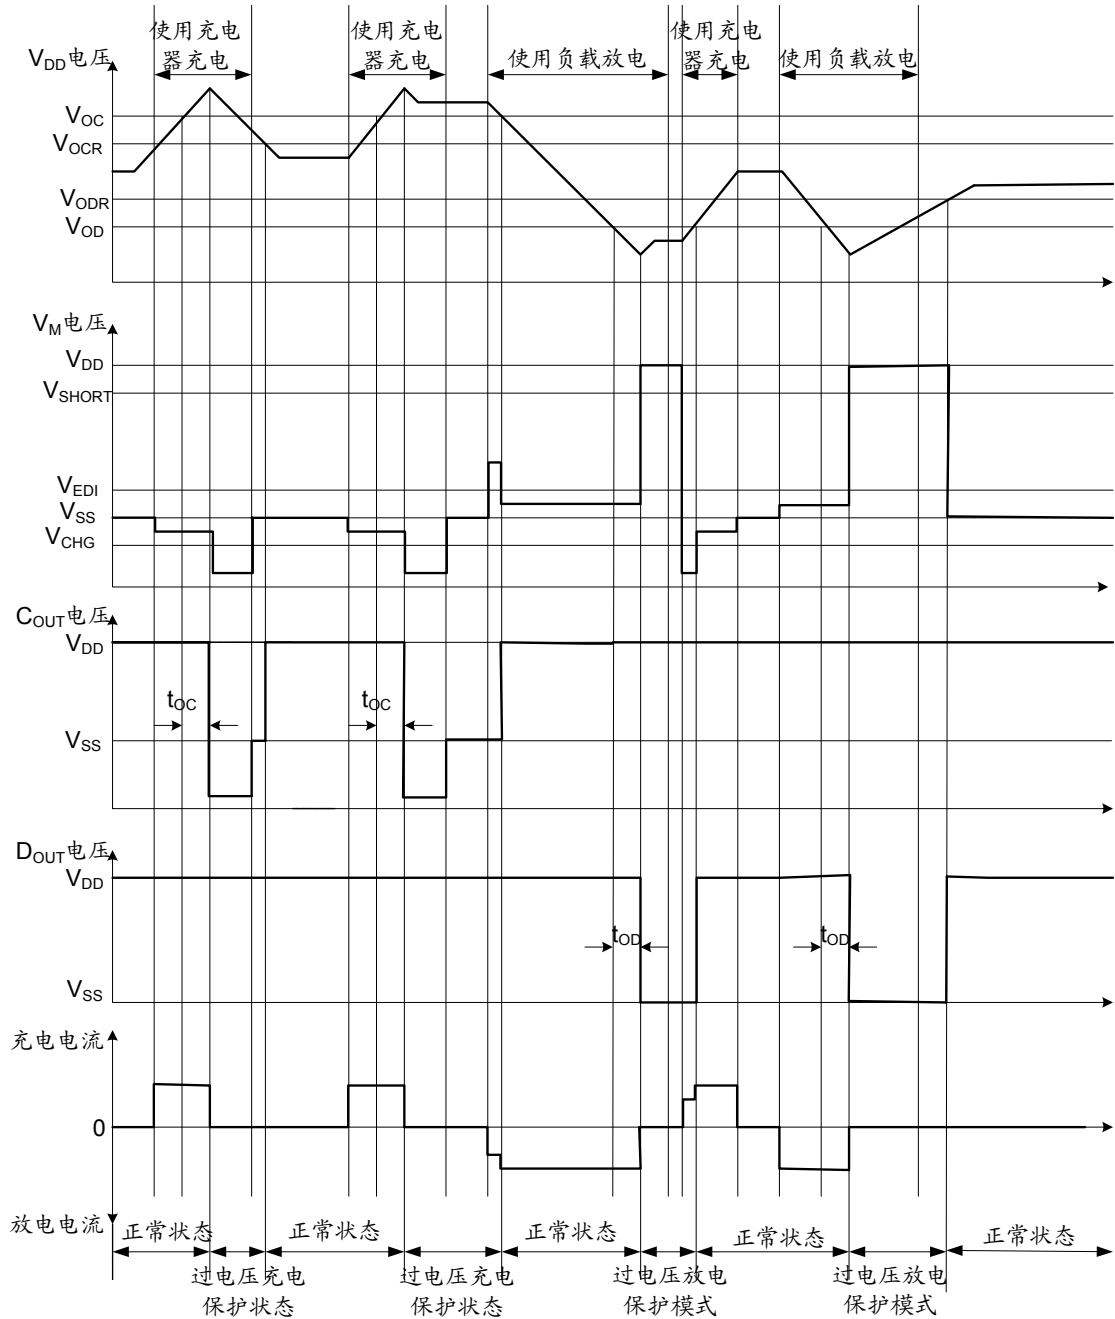 使用充电
器充电
使用充电
器充电
使用负载放电
使用充电
器充电
使用负载放电
VDD电压
VOC
VOCR
VODR
VOD
VM电压
VDD
VSHORT
VEDI
VSS
VCHG
COUT电压
VDD
tOC
tOC
VSS
DOUT电压
VDD
tOD
tOD
VSS
充电电流
0
放电电流
正常状态
正常状态
正常状态
正常状态
正常状态
过电压充电
保护状态
过电压充电
保护状态
过电压放电
保护模式
过电压放电
保护模式